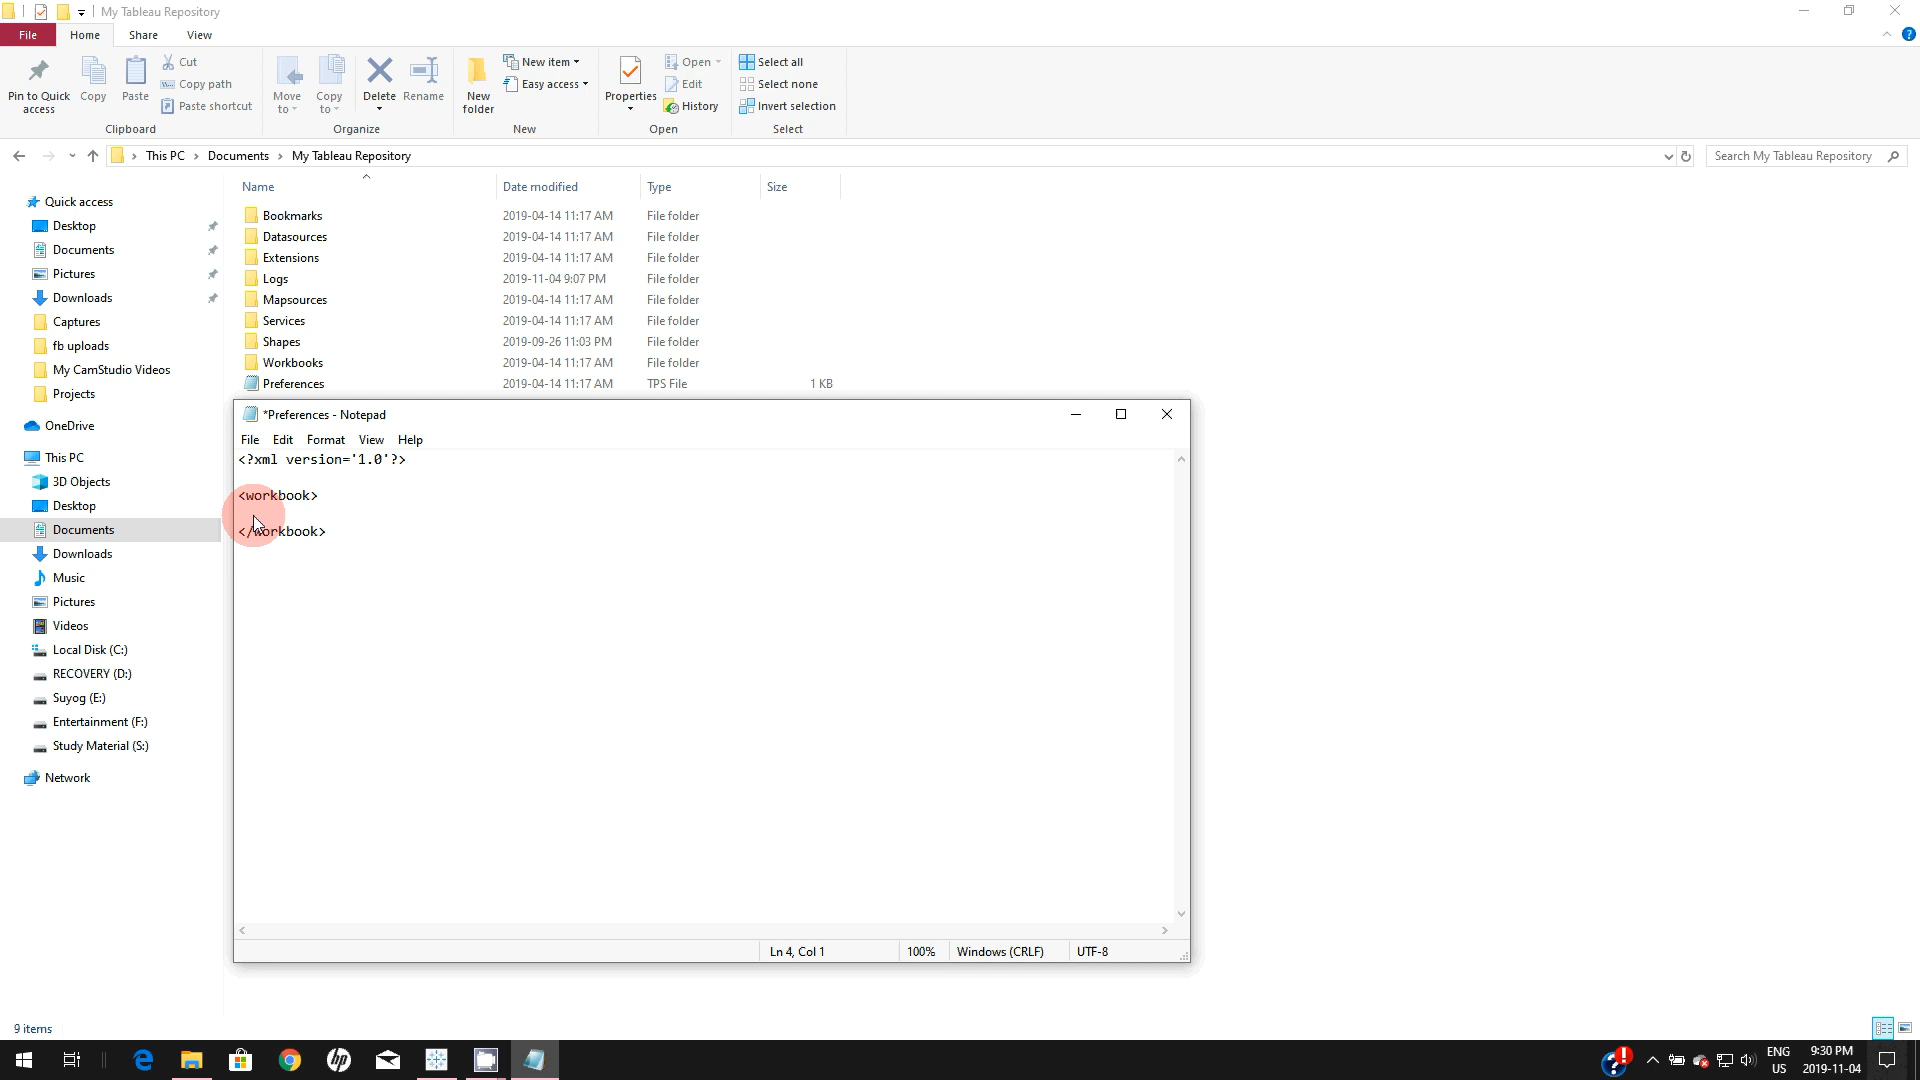 My Tableau Repository
File Home Share View
Pin to Quick access
Copy
Paste
Cut
Copy path
Paste shortcut
Clipboard
Move to
Copy to
Delete
Rename
Organize
New folder
New item
Easy access
New
Properties
Open
Edit
History
Open
Select all
Select none
Invert selection
Select
This PC > Documents > My Tableau Repository
Search My Tableau Repository
Quick access
Desktop
Documents
Pictures
Downloads
Captures
fb uploads
My CamStudio Videos
Projects
OneDrive
This PC
3D Objects
Desktop
Documents
Downloads
Music
Pictures
Videos
Local Disk (C:)
RECOVERY (D:)
Suyog (E:)
Entertainment (F:)
Study Material (S:)
Network
Name Date modified Type Size
Bookmarks 2019-04-14 11:17 AM File folder
Datasources 2019-04-14 11:17 AM File folder
Extensions 2019-04-14 11:17 AM File folder
Logs 2019-11-04 9:07 PM File folder
Mapsources 2019-04-14 11:17 AM File folder
Services 2019-04-14 11:17 AM File folder
Shapes 2019-09-26 11:03 PM File folder
Workbooks 2019-04-14 11:17 AM File folder
Preferences 2019-04-14 11:17 AM TPS File 1 KB
*Preferences - Notepad
File Edit Format View Help
<?xml version='1.0'?>
<workbook>
</workbook>
Ln 4, Col 1 100% Windows (CRLF) UTF-8
9 items
hp
ENG
US
9:30 PM
2019-11-04